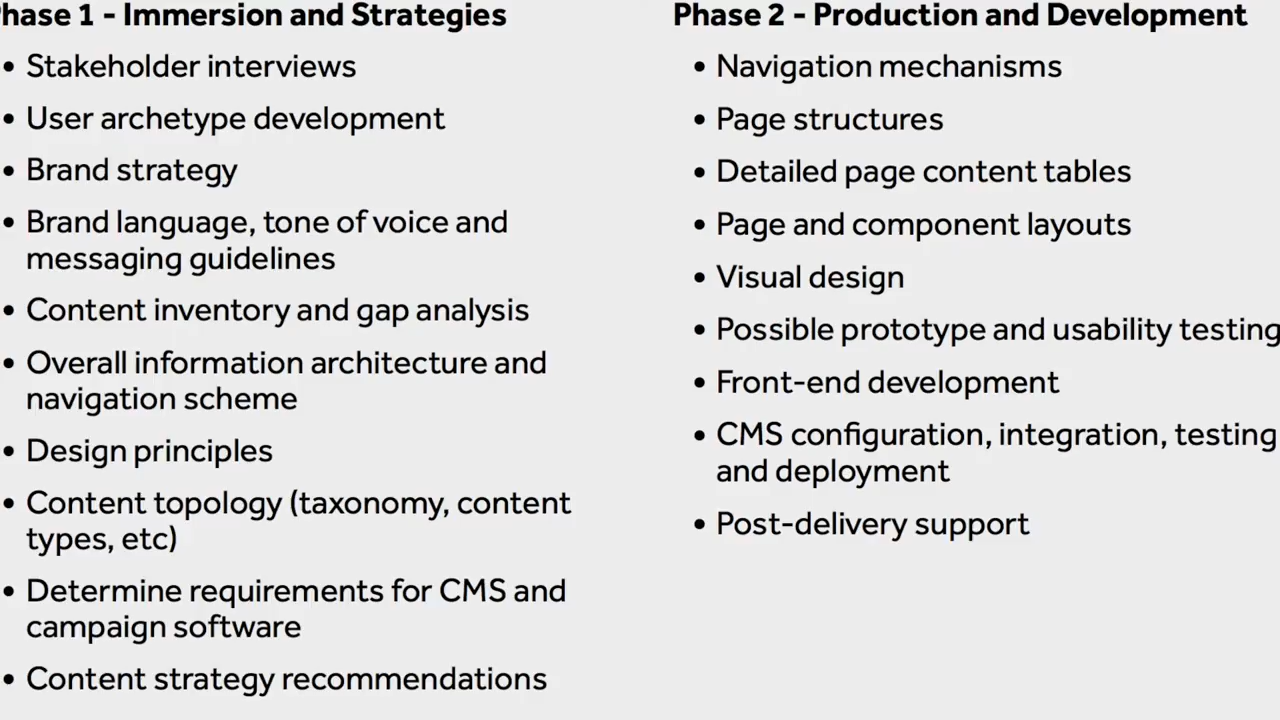 hase 1 - Immersion and Strategies
• Stakeholder interviews
• User archetype development
• Brand strategy
• Brand language, tone of voice and
messaging guidelines
• Content inventory and gap analysis
• Overall information architecture and
navigation scheme
• Design principles
• Content topology (taxonomy, content
types, etc)
• Determine requirements for CMS and
campaign software
• Content strategy recommendations
Phase 2 - Production and Development
• Navigation mechanisms
• Page structures
• Detailed page content tables
• Page and component layouts
• Visual design
• Possible prototype and usability testing
• Front-end development
• CMS configuration, integration, testing
and deployment
• Post-delivery support